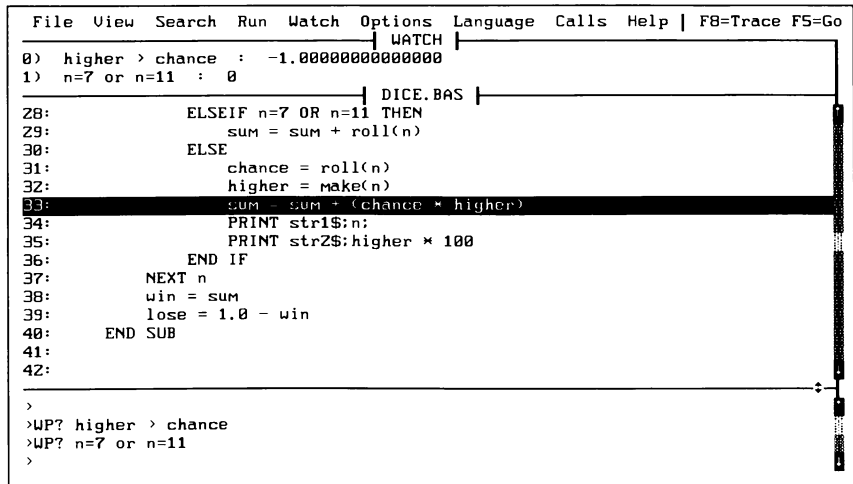 File View Search Run Watch Options Language Calls Help | F8=Trace F5=Go
WATCH
0) higher > chance : -1.00000000000000
1) n=7 or n=11 : 0
DICE.BAS
28: ELSEIF n=7 OR n=11 THEN
29: sum = sum + roll(n)
30: ELSE
31: chance = roll(n)
32: higher = make(n)
33: sum = sum + (chance * higher)
34: PRINT str1$;n;
35: PRINT str2$;higher * 100
36: END IF
37: NEXT n
38: win = sum
39: lose = 1.0 - win
40: END SUB
41:
42:
>
>WP? higher > chance
>WP? n=7 or n=11
>